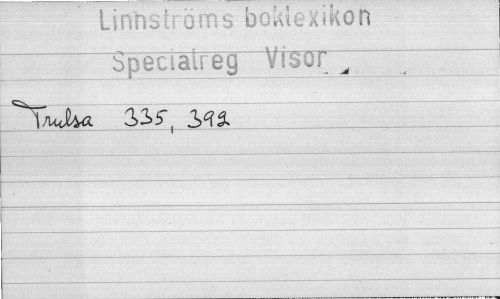 Linnströms boklexikon
Specialreg Visor
Trulsa 335, 392